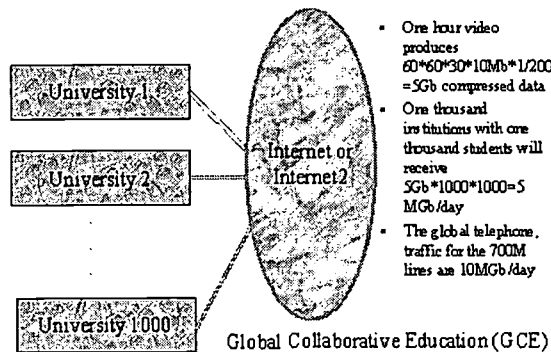 University 1
University 2
University 1000
Internet or
Internet2
• One hour video
produces
60*60*30*10Mb*1/200
=5Gb compressed data
• One thousand
institutions with one
thousand students will
receive
5Gb*1000*1000=5
MGb/day
• The global telephone,
traffic for the 700M
lines are 10MGb/day
Global Collaborative Education (GCE)